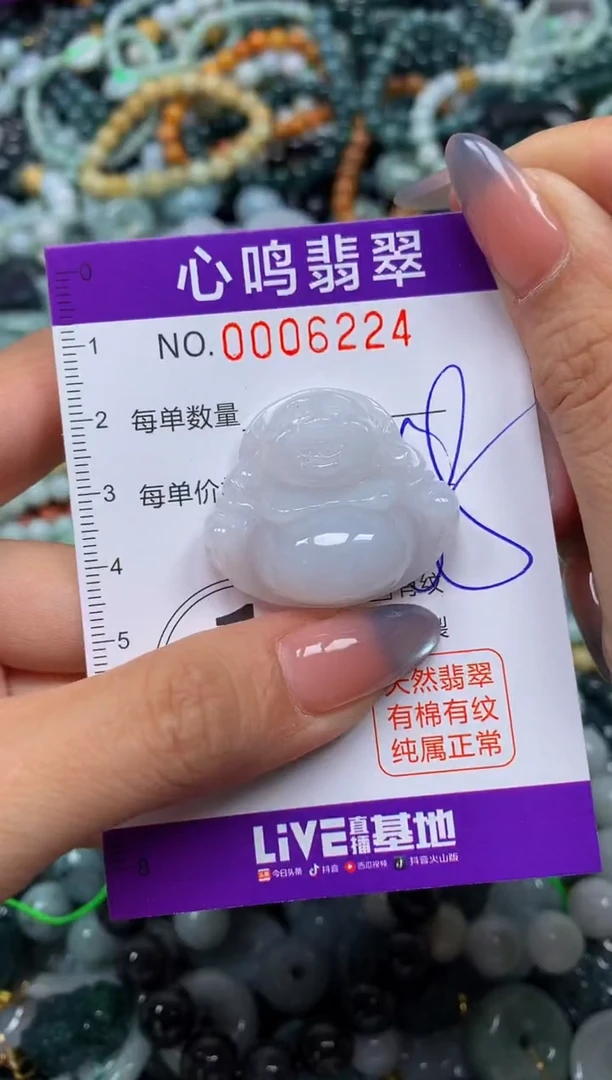 心鸣翡翠
0
1
NO.0006224
2
每单数量
3
每单价
4
有纹
5
天然翡翠
有棉有纹
纯属正常
LiVE直播基地
8
今日头条 抖音 西瓜视频 抖音火山版